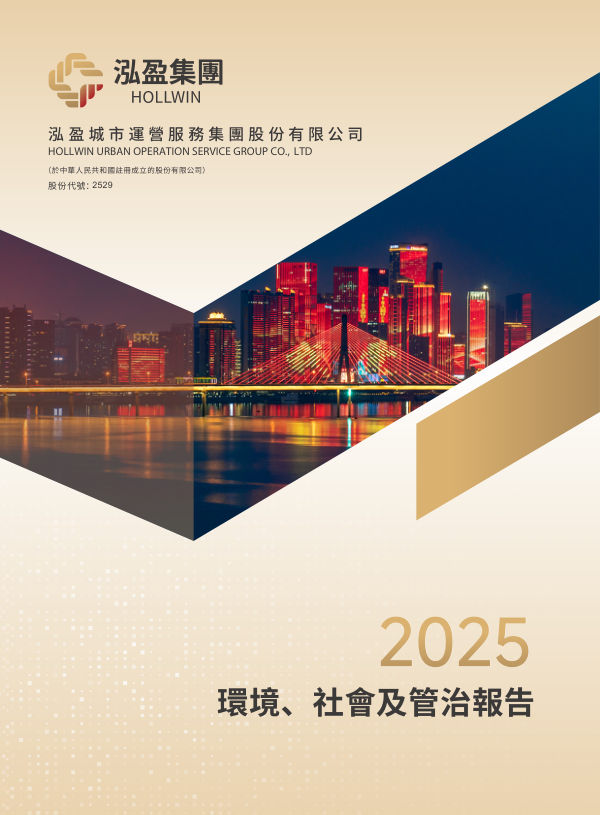 泓盈集團
HOLLWIN
泓盈城市運營服務集團股份有限公司
HOLLWIN URBAN OPERATION SERVICE GROUP CO., LTD
(於中華人民共和國註冊成立的股份有限公司)
股份代號: 2529
2025
環境、社會及管治報告